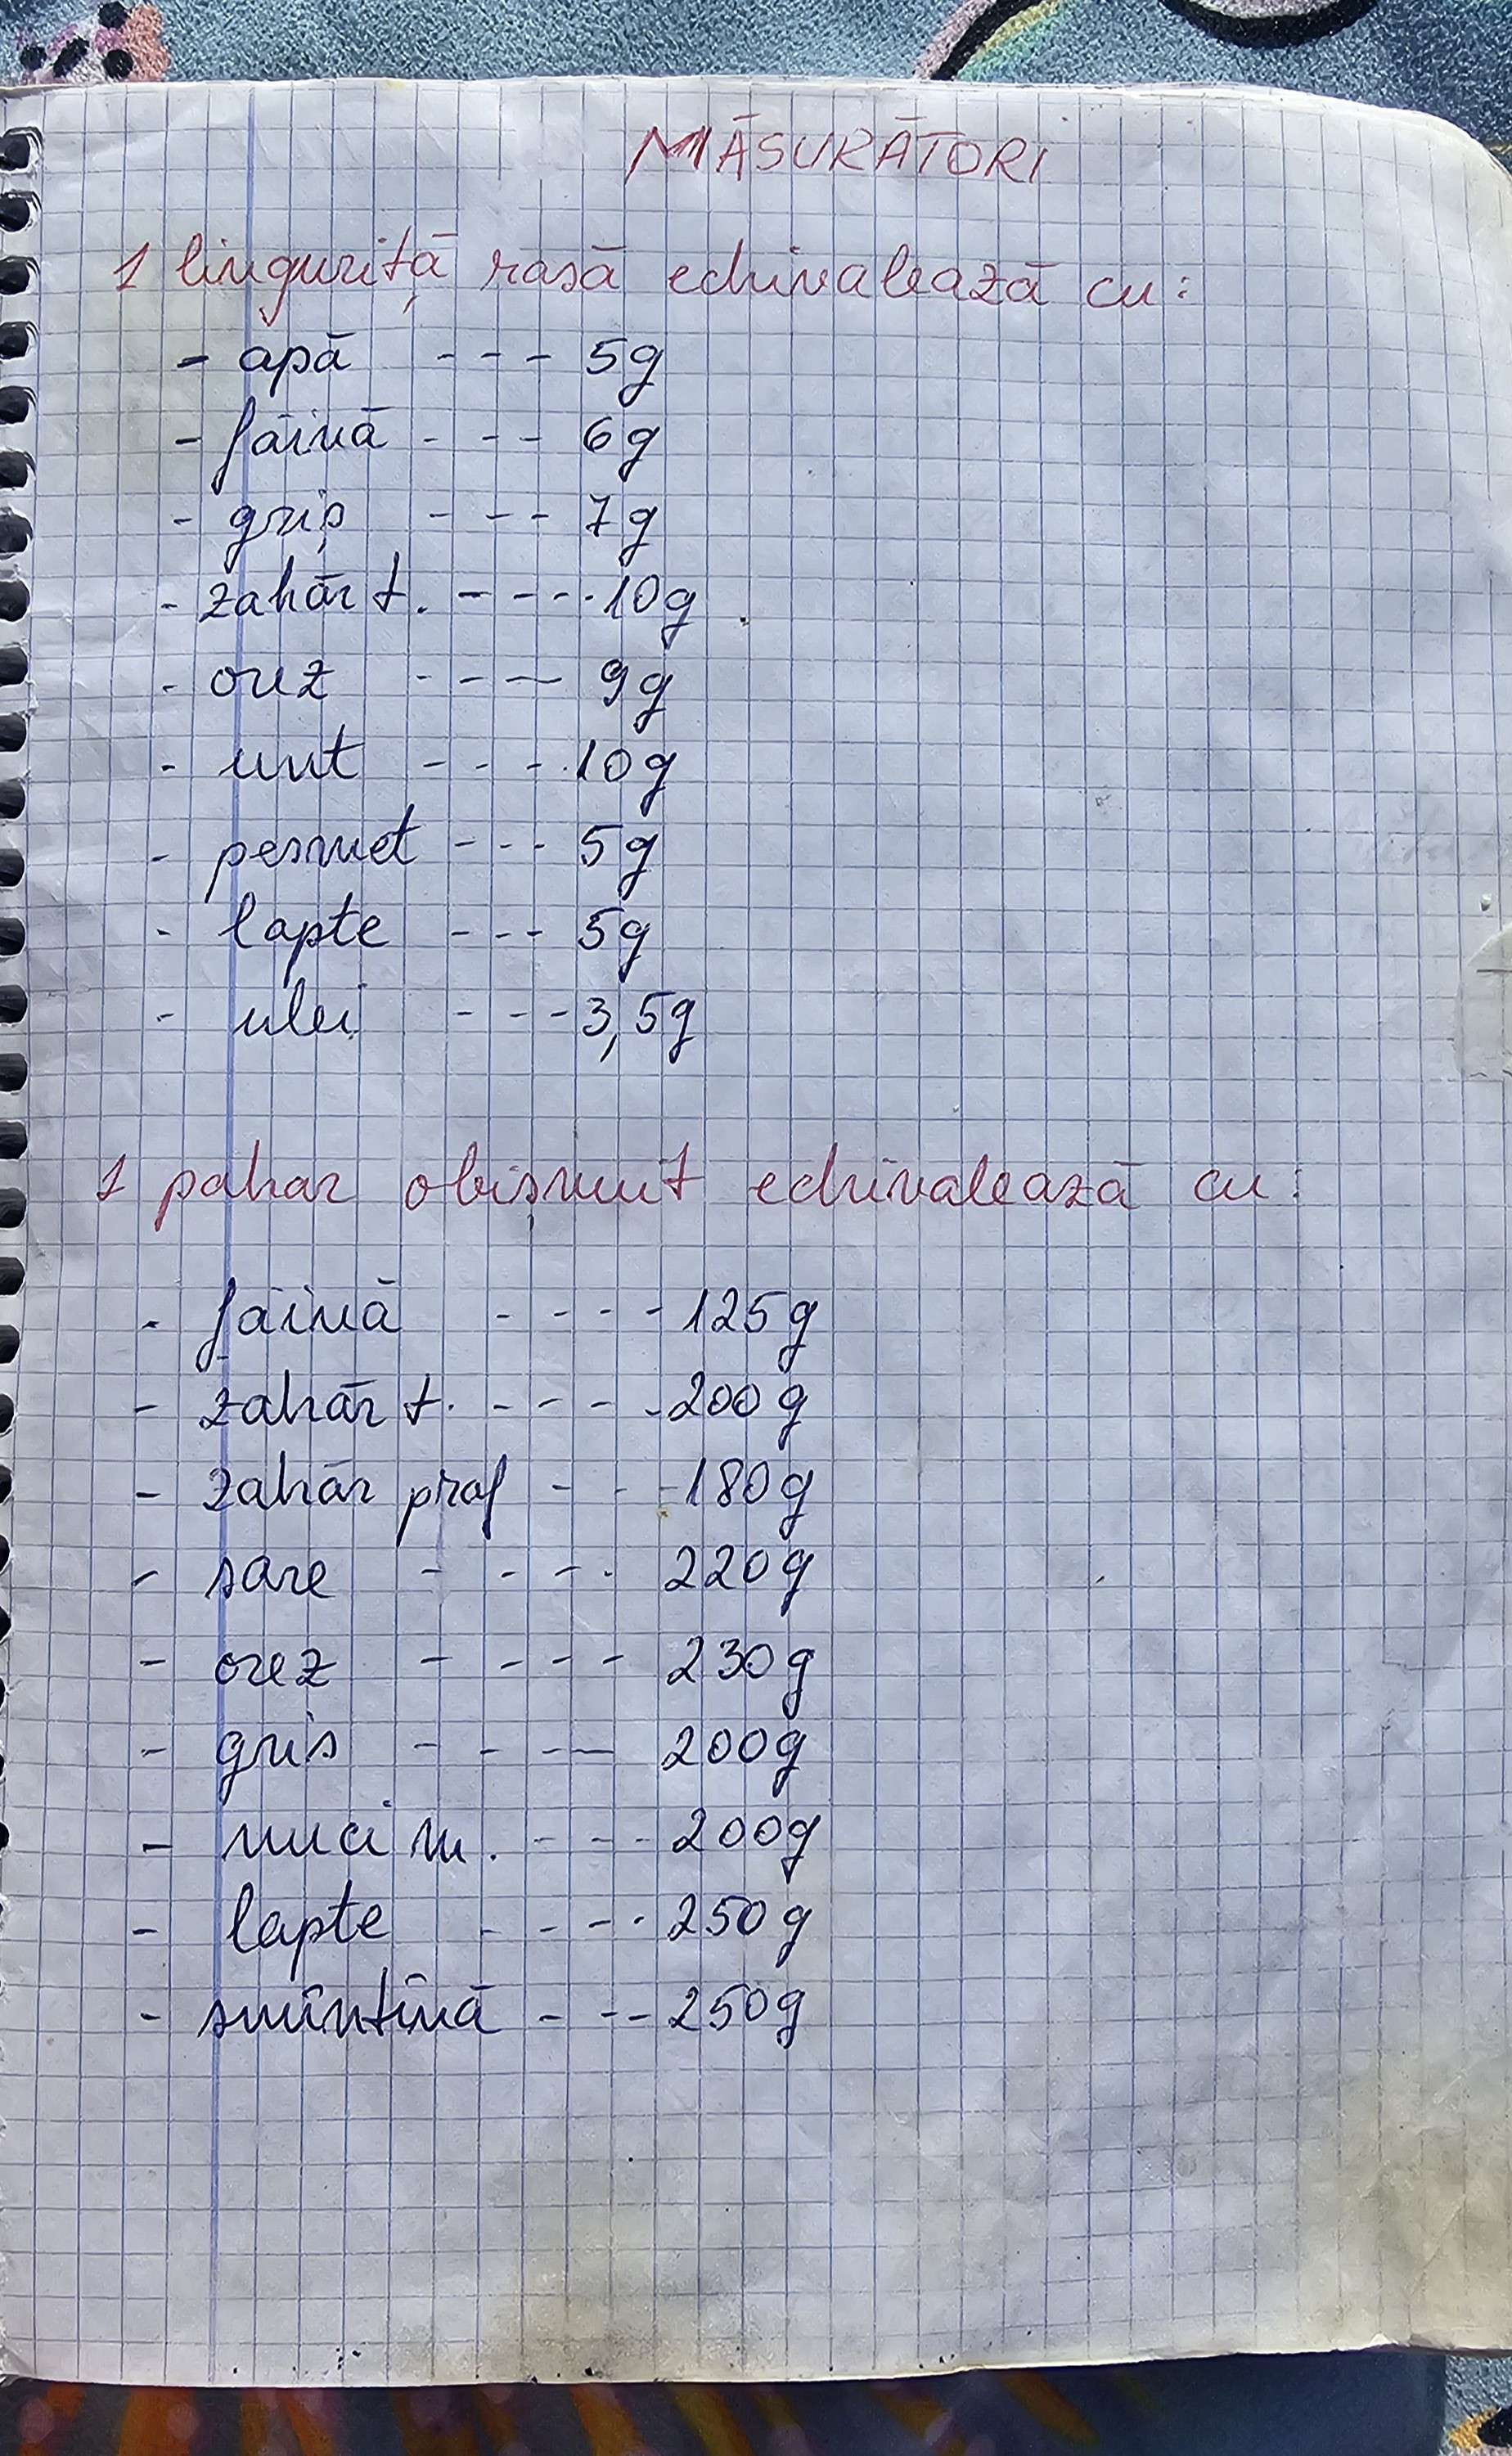 MĂSURĂTORI
1 linguriță rasă echivalează cu:
- apă - - - 5g
- făină - - - 6g
- griș - - - 7g
- zahăr t. - - - - 10g
- orez - - - - 9g
- unt - - - - 10g
- pesmet - - - 5g
- lapte - - - 5g
- ulei - - - 3,5g
1 pahar obișnuit echivalează cu:
- făină - - - - 125g
- zahăr t. - - - - 200g
- zahăr praf - - - 180g
- sare - - - - 220g
- orez - - - - 230g
- gris - - - - 200g
- nuci m. - - - 200g
- lapte - - - - 250g
- smîntînă - - - 250g